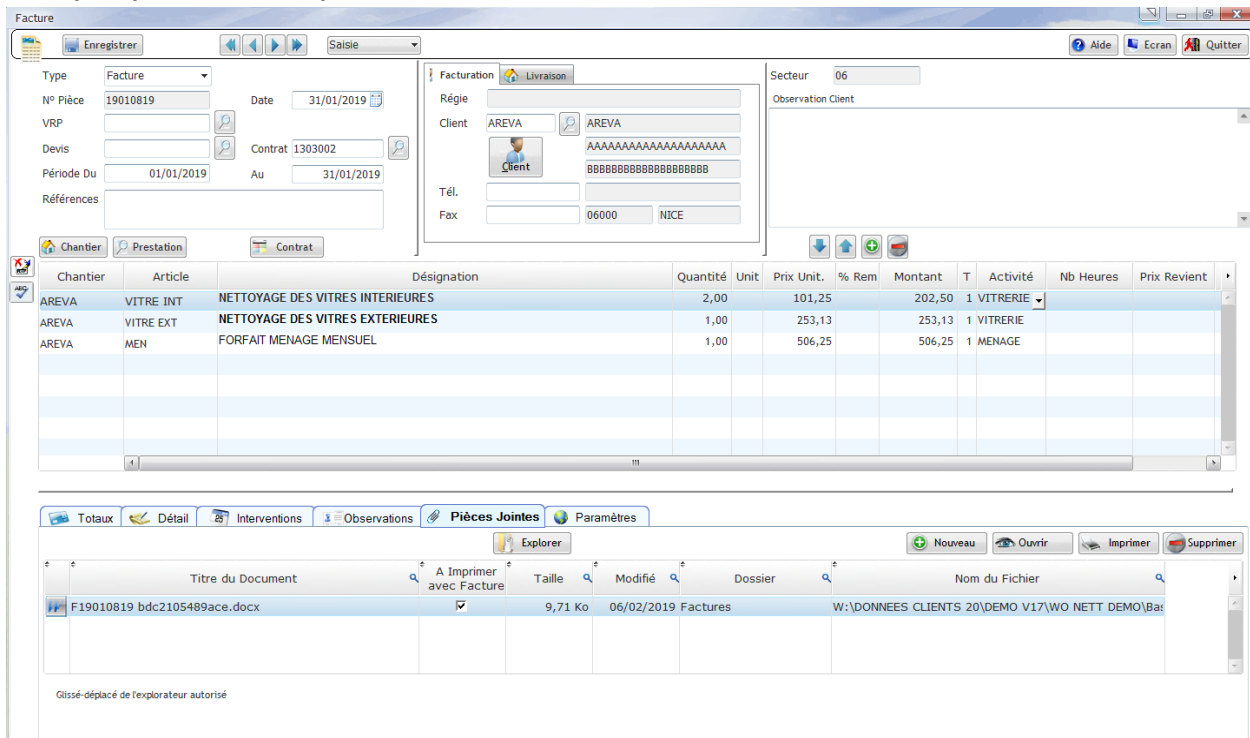 Facture
Enregistrer Saisie Aide Ecran Quitter
Type Facture Facturation Livraison Secteur 06
N° Pièce 19010819 Date 31/01/2019 Régie Observation Client
VRP Client AREVA AREVA
Devis Contrat 1303002 Client AAAAAAAAAAAAAAAAAAAA
Période Du 01/01/2019 Au 31/01/2019 BBBBBBBBBBBBBBBBBBBB
Références Tél.
Fax 06000 NICE
Chantier Prestation Contrat
Chantier Article Désignation Quantité Unit Prix Unit. % Rem Montant T Activité Nb Heures Prix Revient
AREVA VITRE INT NETTOYAGE DES VITRES INTERIEURES 2,00 101,25 202,50 1 VITRERIE
AREVA VITRE EXT NETTOYAGE DES VITRES EXTERIEURES 1,00 253,13 253,13 1 VITRERIE
AREVA MEN FORFAIT MENAGE MENSUEL 1,00 506,25 506,25 1 MENAGE
Totaux Détail Interventions Observations Pièces Jointes Paramètres
Explorer Nouveau Ouvrir Imprimer Supprimer
Titre du Document A Imprimer avec Facture Taille Modifié Dossier Nom du Fichier
F19010819 bdc2105489ace.docx 9,71 Ko 06/02/2019 Factures W:\DONNEES CLIENTS 20\DEMO V17\WO NETT DEMO\Bas
Glissé-déplacé de l'explorateur autorisé